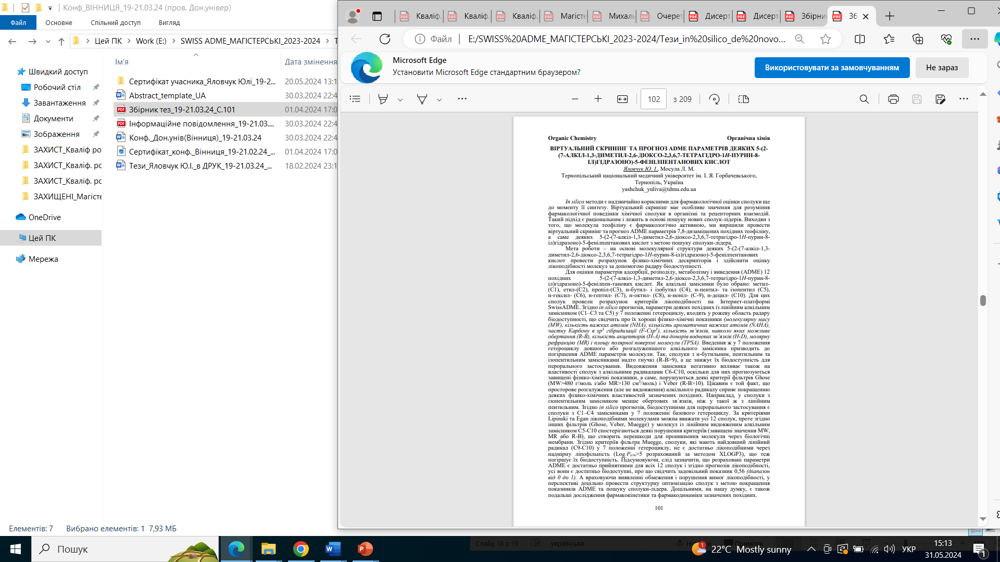 Конф_ВІННИЦЯ_19-21.03.24 (пров. Дон.універ)
Файл
Основне
Спільний доступ
Вигляд
Цей ПК
Work (E:)
SWISS ADME_МАГІСТЕРСЬКІ_2023-2024
Ім'я
Дата змінення
Швидкий доступ
Робочий стіл
Завантаження
Документи
Зображення
ЗАХИСТ_Кваліф ро
ЗАХИСТ_Кваліф. рс
ЗАХИСТ_Кваліф. рс
ЗАХИЩЕНІ_Магісте
OneDrive
Цей ПК
Мережа
Сертифікат учасника_Яловчук Юлі_19-2... 20.05.2024 13:1
Abstract_template_UA 30.03.2024 22:4
Збірник тез_19-21.03.24_С.101 01.04.2024 17:0
Інформаційне повідомлення_19-21.03.... 30.03.2024 22:4
Конф._Дон.унів(Вінниця)_19-21.03.24 30.03.2024 22:4
Сертифікат_конф._Вінниця_19-21.02.24_... 01.04.2024 17:0
Тези_Яловчук Ю.І._в ДРУК_19-21.03.24_... 18.02.2024 23:1
Елементів: 7
Вибрано елементів: 1 7,93 МБ
Кваліф.
Кваліф.
Кваліф.
Магісте
Михаль
Очерет
Дисерт
Дисерт
Збірни
Зб
Файл
E:/SWISS%20ADME_МАГІСТЕРСЬКІ_2023-2024/Тези_in%20silico_de%20novo...
Microsoft Edge
Установити Microsoft Edge стандартним браузером?
Використовувати за замовчуванням
Не зараз
102
з 209
Organic Chemistry
Органічна хімія
ВІРТУАЛЬНИЙ СКРИНІНГ ТА ПРОГНОЗ ADME ПАРАМЕТРІВ ДЕЯКИХ 5-(2-
(7-АЛКІЛ-1,3-ДИМЕТИЛ-2,6-ДІОКСО-2,3,6,7-ТЕТРАГІДРО-1H-ПУРИН-8-
ІЛ)ГІДРАЗОНО)-5-ФЕНІЛПЕНТАНОВИХ КИСЛОТ
Яловчук Ю. І., Мосула Л. М.
Тернопільський національний медичний університет ім. І. Я. Горбачевського,
Тернопіль, Україна
yashchuk_yuliva@tdmu.edu.ua
In silico методи є надзвичайно корисними для фармакологічної оцінки сполуки ще
до моменту її синтезу. Віртуальний скринінг має особливе значення для розуміння
фармакологічної поведінки хімічної сполуки в організмі та рецепторних взаємодій.
Такий підхід є раціональним і лежить в основі пошуку нових сполук-лідерів. Виходяи з
того, що молекула теофіліну є фармакологічно активною, ми вирішили провести
віртуальний скринінг та прогноз ADME параметрів 7,8-дизаміщених похідних теофіліну,
а саме деяких 5-(2-(7-алкіл-1,3-диметил-2,6-діоксо-2,3,6,7-тетрагідро-1H-пурин-8-
іл)гідразоно)-5-фенілпентанових кислот з метою пошуку сполуки-лідера.
Мета роботи – на основі молекулярної структури деяких 5-(2-(7-алкіл-1,3-
диметил-2,6-діоксо-2,3,6,7-тетрагідро-1H-пурин-8-іл)гідразоно)-5-фенілпентанових
кислот провести розрахунок фізико-хімічних дескрипторів і здійснити оцінку
лікоподібності молекул за допомогою радару біодоступності.
Для оцінки параметрів адсорбції, розподілу, метаболізму і виведення (ADME) 12
похідних 5-(2-(7-алкіл-1,3-диметил-2,6-діоксо-2,3,6,7-тетрагідро-1H-пурин-8-
іл)гідразоно)-5-фенілпен-танових кислот. Як алкільні замісники було обрано: метил-
(С1), етил-(С2), пропіл-(С3), н-бутил- і ізобутил (С4), н-пентил- та ізопентил (С5),
н-гексил- (С6), н-гептил- (С7), н-октил- (С8), н-ноніл- (С-9), н-децил- (С10). Для цих
сполук провели розрахунок критеріїв лікоподібності на Інтернет-платформі
SwissADME. Згідно in silico прогнозів, параметри деяких похідних із лінійним алкільним
замісником (С1–С3 та С5) у 7 положенні гетероциклу, входять у рожеву область радару
біодоступності, що свідчить про їх хороші фізико-хімічні показники (молекулярну масу
(MW), кількість важких атомів (NHA), кількість ароматичних важких атомів (NAHA),
частку Карбону в sp³ гібридизації (F-Csp³), кількість зв'язків, навколо яких можливе
обертання (R-B), кількість акцепторів (H-A) та донорів водневих зв'язків (H-D), молярну
рефракцію (MR) і площу полярної поверхні молекули (TPSA). Введення ж у 7 положення
гетероциклу довшого або розгалуженішого алкільного замісника призводить до
погіршення ADME параметрів молекули. Так, сполуки з н-бутильним, пентильним та
ізопентильним замісниками надто гнучкі (R-B>9), а це знижує їх біодоступність для
перорального застосування. Видовження замісника негативно впливає також на
властивості сполук з алкільними радикалами С6-С10, оскільки для них прогнозуються
завищені фізико-хімічні показники, а саме, порушуються деякі критерії фільтрів Ghose
(MW>480 г/моль і/або MR>130 см³/моль) і Veber (R-B>10). Цікавим є той факт, що
просторове розгалуження (але не видовження) алкільного радикалу сприяє покращенню
деяких фізико-хімічних властивостей зазначених похідних. Наприклад, у сполуки з
ізопентильним замісником менше обертових зв'язків, ніж у такої ж з лінійним
пентильним. Згідно in silico прогнозів, біодоступними для перорального застосування є
сполуки з С1–С4 замісниками у 7 положенні базового гетероциклу. За критеріями
Lipinski та Egan лікоподібними молекулами можна вважати усі 12 сполук, проте згідно
інших фільтрів (Ghose, Veber, Muegge) у молекул із лінійним видовженим алкільним
замісником С5-С10 спостерігаються деякі порушення критеріїв (завищені значення MW,
MR або R-B), що створить перешкоди для проникнення молекули через біологічні
мембрани. Згідно критеріїв фільтра Muegge, сполуки, які мають найдовший лінійний
радикал (С9-С10) у 7 положенні гетероциклу, не є достатньо лікоподібними через
надмірну ліпофільність (Log Po/w>5 розрахований за методом XLOGP3), що теж
погіршує їх біодоступність. Підсумовуючи, слід зазначити, що розраховані параметри
ADME є достатньо прийнятними для всіх 12 сполук і згідно прогнозів лікоподібності,
усі вони є достатньо біодоступні, про що свідчить задовільний показник 0,56 (діапазон
від 0 до 1). А враховуючи виявленні обмеження і порушення вимог лікоподібності, у
перспективі доцільно провести структурну оптимізацію сполук з метою покращення
показників ADME та пошуку сполуки-лідера. Доцільними, на нашу думку, є також
подальші дослідження фармакокінетики та фармакодинаміки зазначених похідних.
101
Слайд 18 з 19
українська
Примітки
Пошук
1
22°C Mostly sunny
УКР
15:13
31.05.2024
1